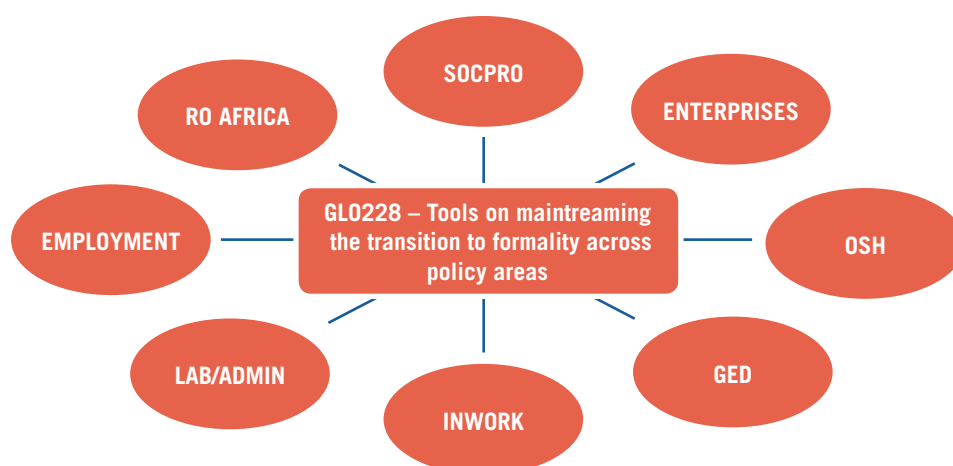 SOCPRO
RO AFRICA
ENTERPRISES
GLO228 – Tools on maintreaming
the transition to formality across
policy areas
EMPLOYMENT
OSH
LAB/ADMIN
GED
INWORK